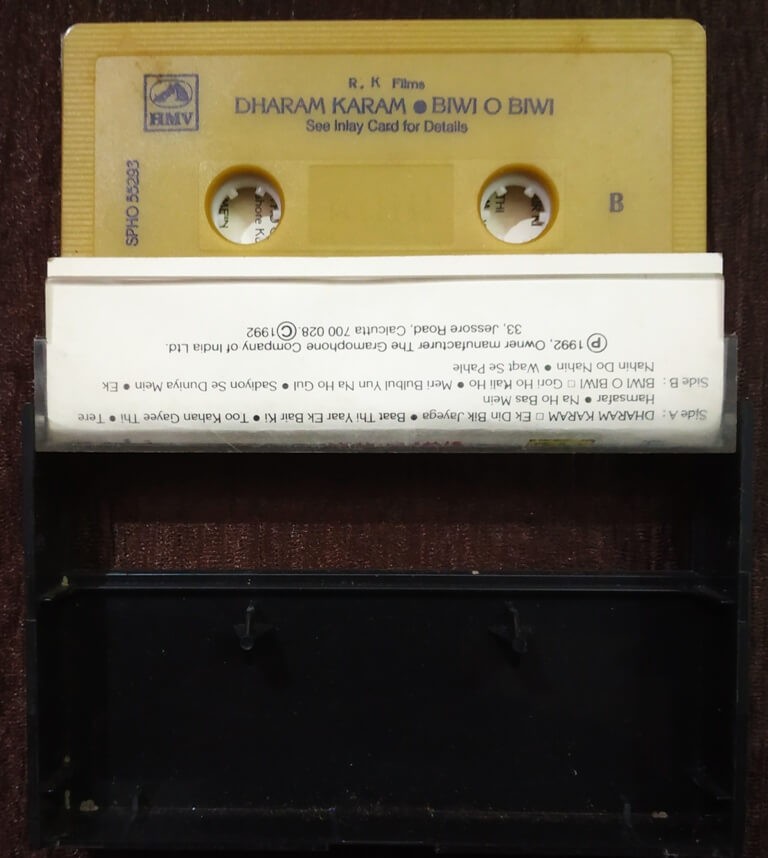 R. K Films
HMV
DHARAM KARAM ● BIWI O BIWI
See Inlay Card for Details
SPHO 55293
B
Side A: DHARAM KARAM □ Ek Din Bik Jayega ● Baat Thi Yaar Ek Bair Ki ● Too Kahan Gayee Thi ● Tere
Hamsafar ● Na Ho Bas Mein
Side B: BIWI O BIWI □ Gori Ho Kali Ho ● Meri Bulbul Yun Na Ho Gul ● Sadiyon Se Duniya Mein ● Ek
Nahin Do Nahin ● Waqt Se Pahle
Ⓟ 1992, Owner manufacturer The Gramophone Company of India Ltd.
33, Jessore Road, Calcutta 700 028. Ⓒ 1992